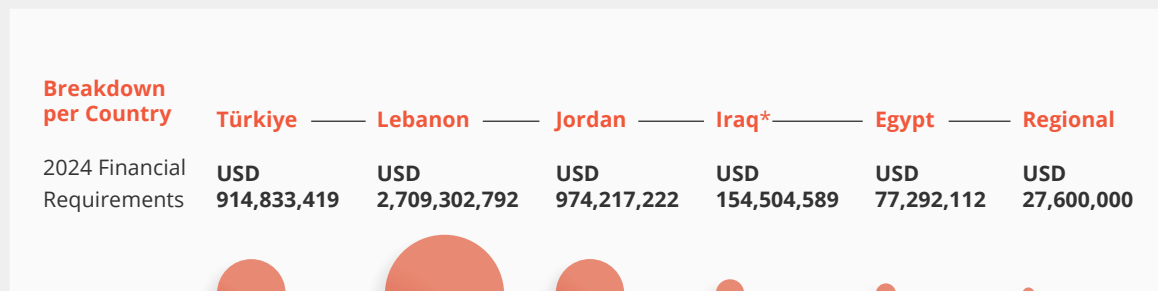 Breakdown
per Country
Türkiye
Lebanon
Jordan
Iraq*
Egypt
Regional
2024 Financial
Requirements
USD
914,833,419
USD
2,709,302,792
USD
974,217,222
USD
154,504,589
USD
77,292,112
USD
27,600,000